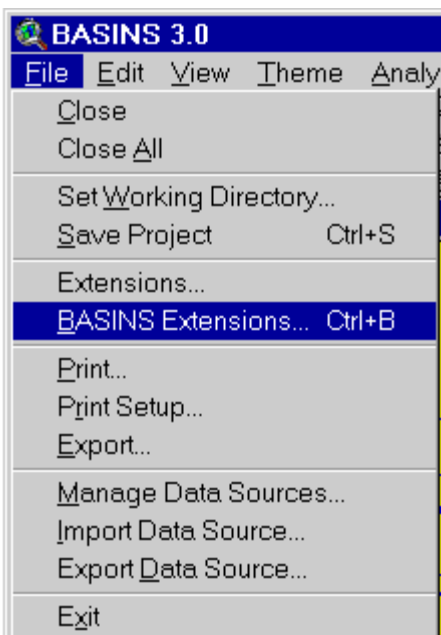 BASINS 3.0
File Edit View Theme Analy
Close
Close All
Set Working Directory...
Save Project Ctrl+S
Extensions...
BASINS Extensions... Ctrl+B
Print...
Print Setup...
Export...
Manage Data Sources...
Import Data Source...
Export Data Source...
Exit